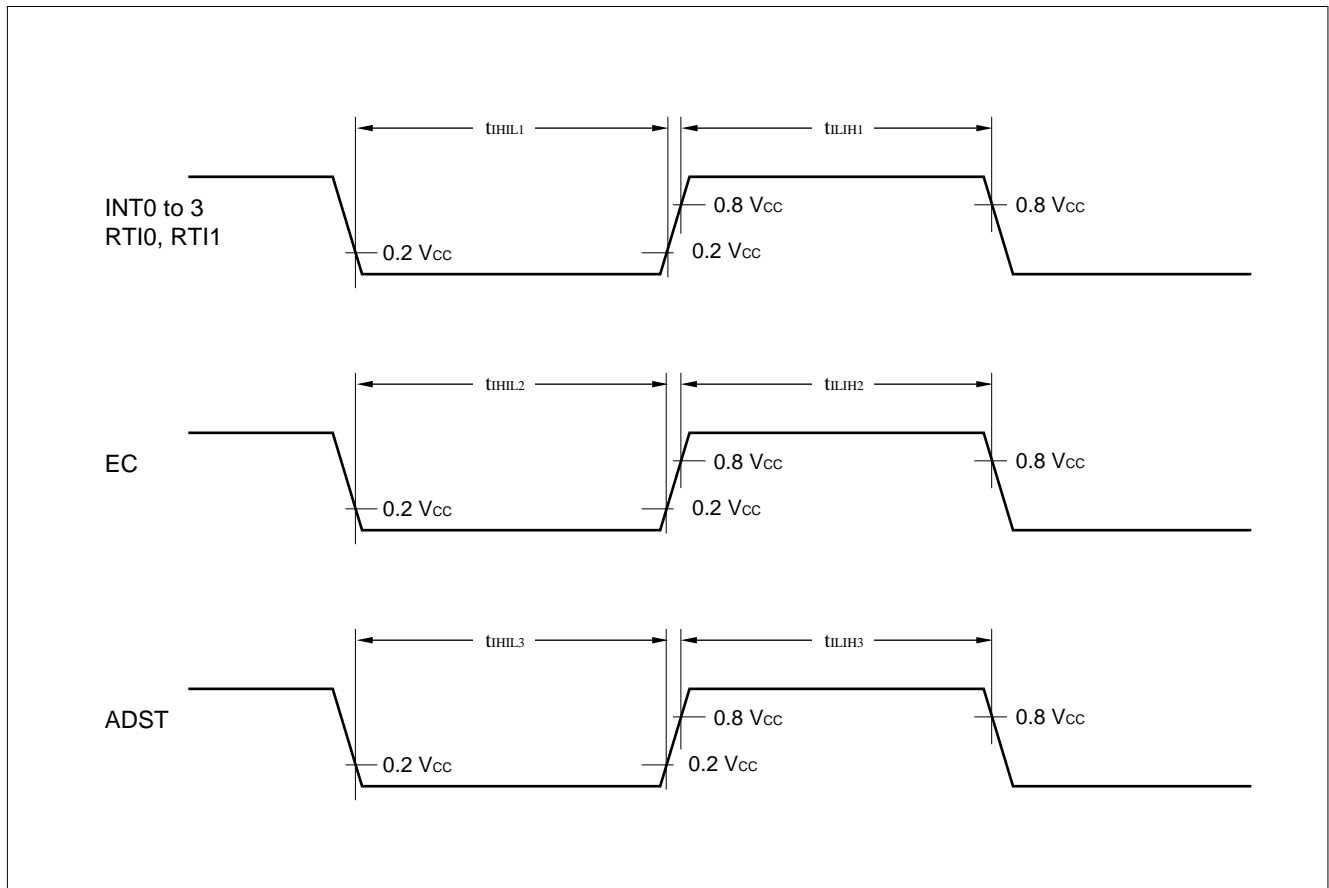 tIHIL1 tILIH1
INT0 to 3
RTI0, RTI1
0.8 Vcc 0.8 Vcc
0.2 Vcc 0.2 Vcc
tIHIL2 tILIH2
EC
0.8 Vcc 0.8 Vcc
0.2 Vcc 0.2 Vcc
tIHIL3 tILIH3
ADST
0.8 Vcc 0.8 Vcc
0.2 Vcc 0.2 Vcc